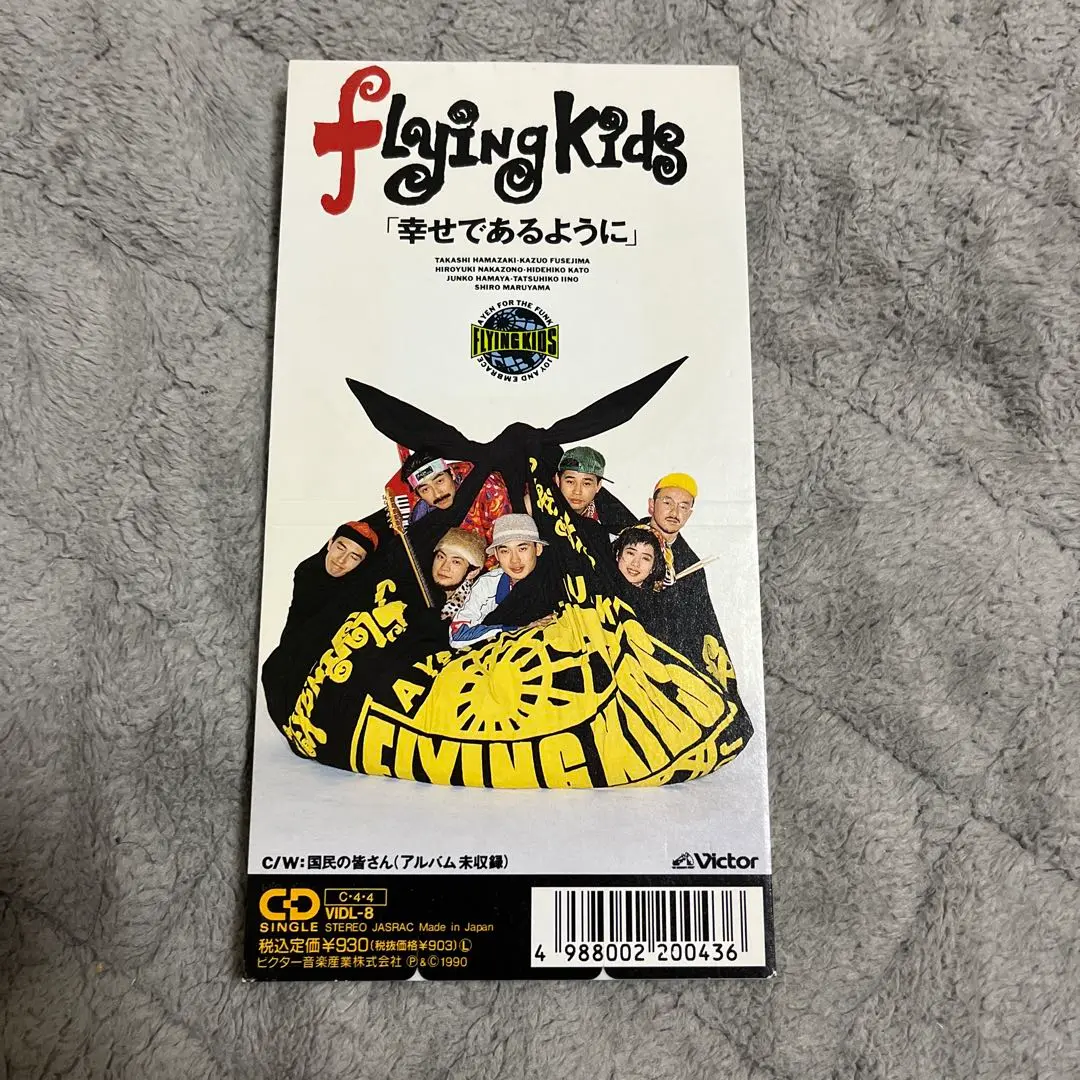 flying Kids
「幸せであるように」
TAKASHI HAMAZAKI・KAZUO FUSEJIMA
HIROYUKI NAKAZONO・HIDEHIKO KATO
JUNKO HAMAYA・TATSUHIKO IINO
SHIRO MARUYAMA
A YEN FOR THE FUNK
FLYING KIDS
JOY AND EMBRACE
FLYING KIDS
C/W:国民の皆さん(アルバム未収録)
Victor
CD
SINGLE
C・4・4
VIDL-8
STEREO JASRAC Made in Japan
税込定価¥930(税抜価格¥903)Ⓛ
ビクター音楽産業株式会社 Ⓟ&Ⓒ1990
4 988002 200436